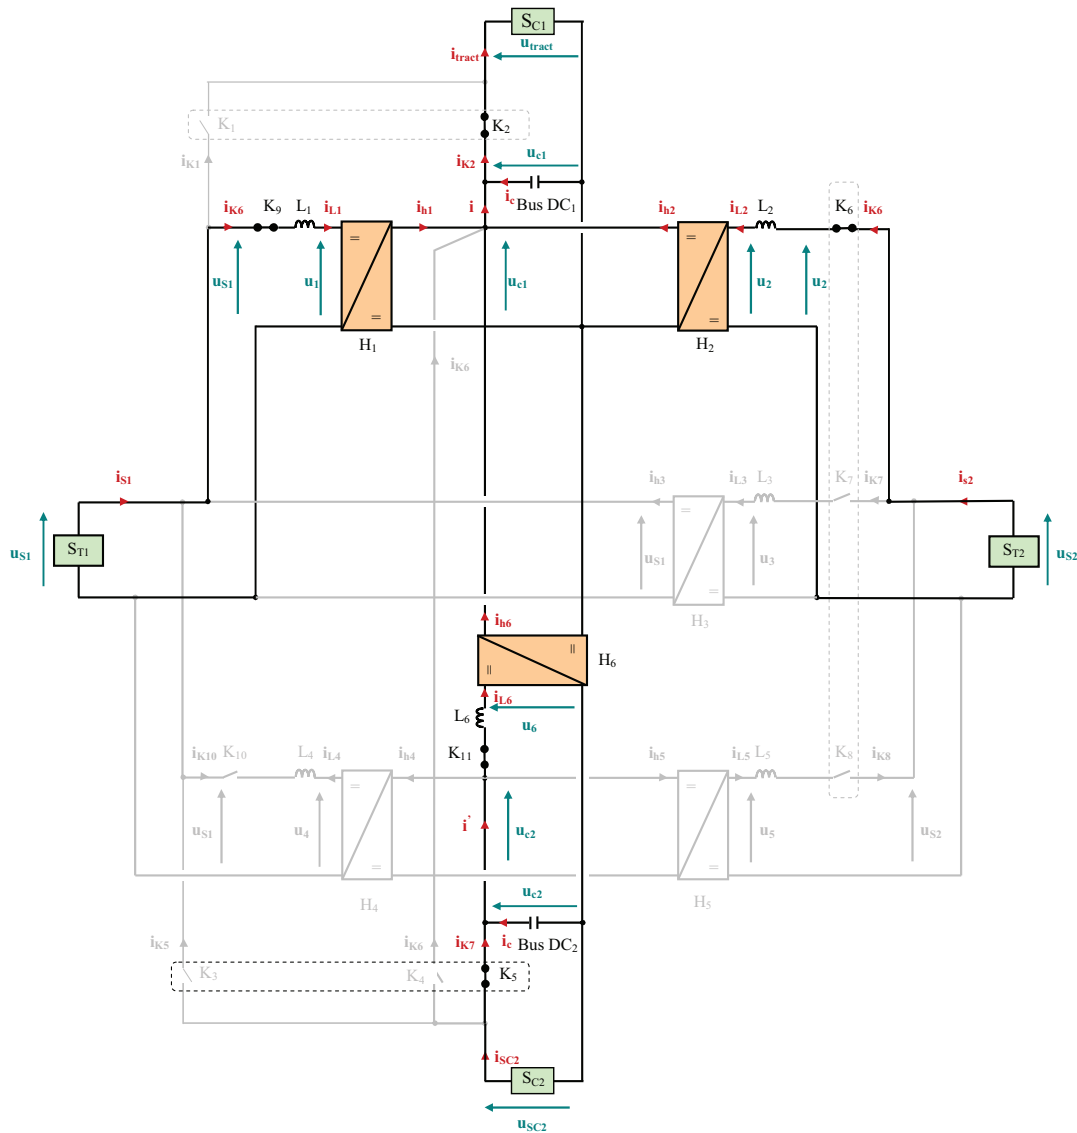 S_C1
u_tract
i_tract
K_1
K_2
i_K1
i_K2
u_c1
i_c
Bus DC_1
i_K6
K_9
L_1
i_L1
i_h1
i
i_h2
i_L2
L_2
K_6
i_K6
u_S1
u_1
u_c1
u_2
u_2
=
=
=
=
H_1
H_2
i_K6
i_S1
i_h3
i_L3
L_3
K_7
i_K7
i_s2
=
u_S1
S_T1
u_S1
u_3
S_T2
u_S2
=
i_h6
H_3
=
=
H_6
i_L6
L_6
u_6
K_11
i_K10
K_10
L_4
i_L4
i_h4
i_h5
i_L5
L_5
K_8
i_K8
=
=
u_S1
u_4
i'
u_c2
u_5
u_S2
=
=
H_4
H_5
u_c2
i_K5
i_K6
i_K7
i_c
Bus DC_2
K_3
K_4
K_5
i_SC2
S_C2
u_SC2